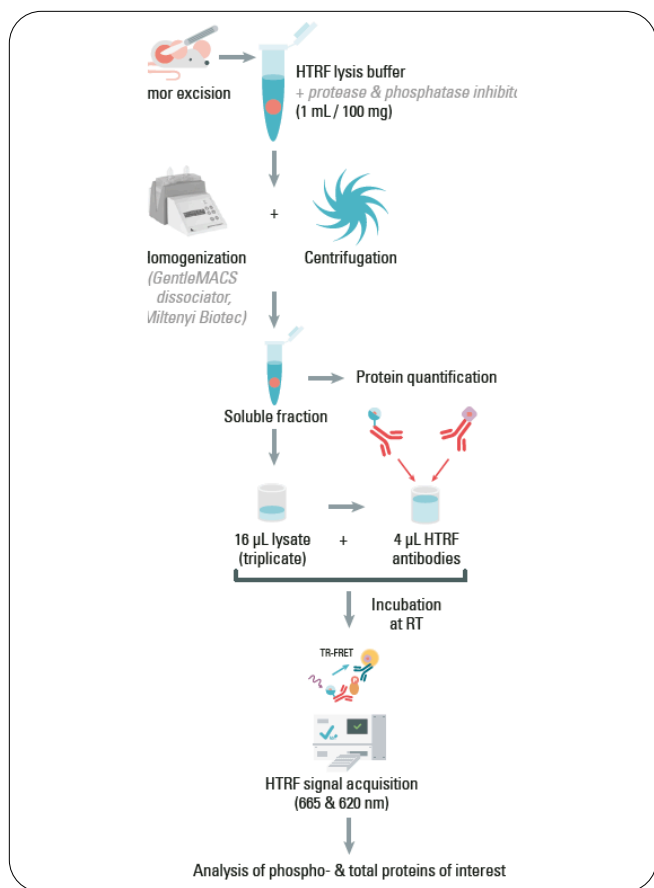 HTRF lysis buffer
+ protease & phosphatase inhibito
mor excision
(1 mL / 100 mg)
+
lomogenization
Centrifugation
(GentleMACS
dissociator,
Miltenyi Biotec)
Protein quantification
Soluble fraction
16 µL lysate
(triplicate)
+
4 µL HTRF
antibodies
Incubation
at RT
TR-FRET
HTRF signal acquisition
(665 & 620 nm)
Analysis of phospho- & total proteins of interest